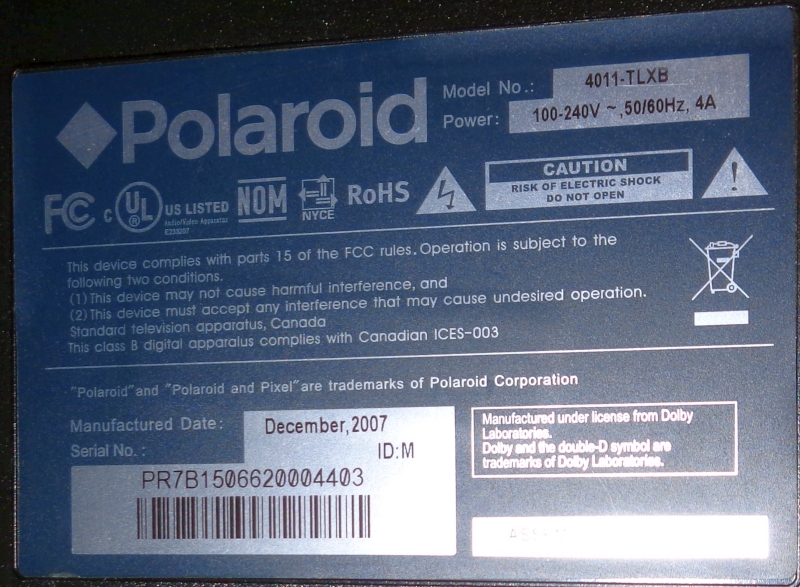 Polaroid
Model No.: 4011-TLXB
Power: 100-240V ~,50/60Hz, 4A
FC c UL US LISTED
Audio/Video Apparatus
NOM
NYCE
RoHS
CAUTION
RISK OF ELECTRIC SHOCK
DO NOT OPEN
!
This device complies with parts 15 of the FCC rules. Operation is subject to the
following two conditions.
(1) This device may not cause harmful interference, and
(2) This device must accept any interference that may cause undesired operation.
Standard television apparatus, Canada
This class B digital apparalus complies with Canadian ICES-003
"Polaroid" and "Polaroid and Pixel" are trademarks of Polaroid Corporation
Manufactured Date: December,2007
Serial No.: ID:M
PR7B1506620004403
Manufactured under license from Dolby
Laboratories.
Dolby and the double-D symbol are
trademarks of Dolby Laboratories.